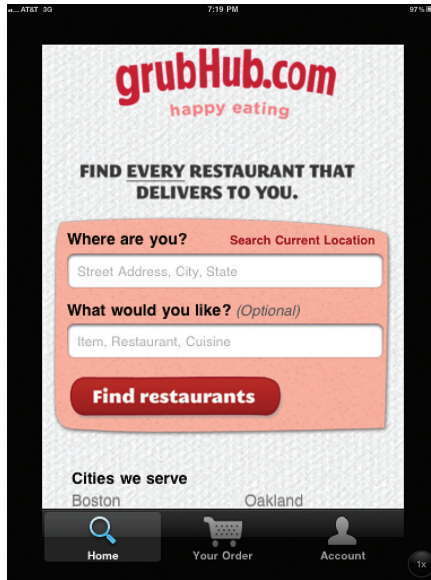 AT&T 3G 7:19 PM 97%
grubHub.com
happy eating
FIND EVERY RESTAURANT THAT
DELIVERS TO YOU.
Where are you? Search Current Location
Street Address, City, State
What would you like? (Optional)
Item, Restaurant, Cuisine
Find restaurants
Cities we serve
Boston Oakland
Home Your Order Account
1x